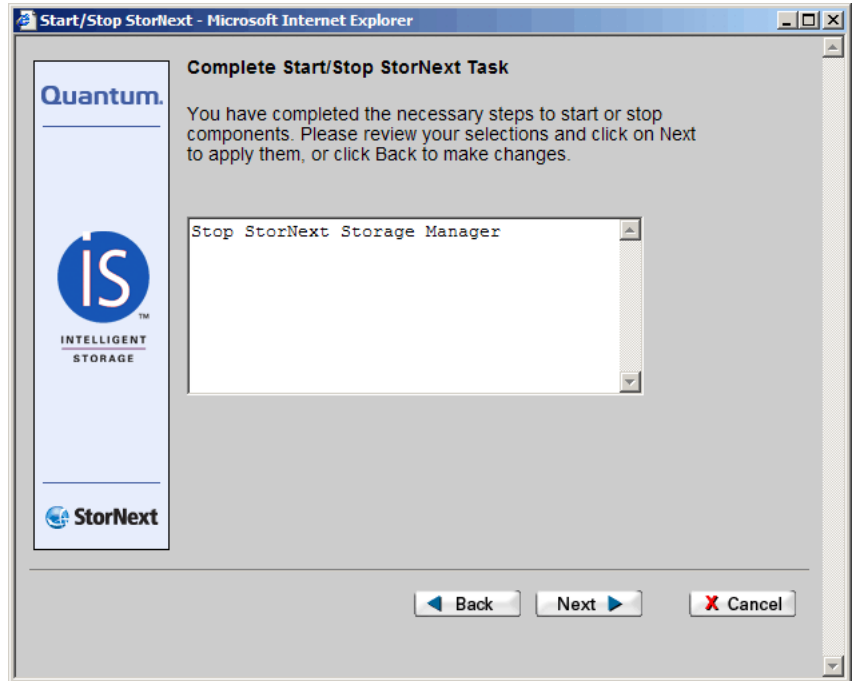 Start/Stop StorNext - Microsoft Internet Explorer
Quantum.
Complete Start/Stop StorNext Task
You have completed the necessary steps to start or stop
components. Please review your selections and click on Next
to apply them, or click Back to make changes.
Stop StorNext Storage Manager
iS
TM
INTELLIGENT
STORAGE
StorNext
Back
Next
X Cancel